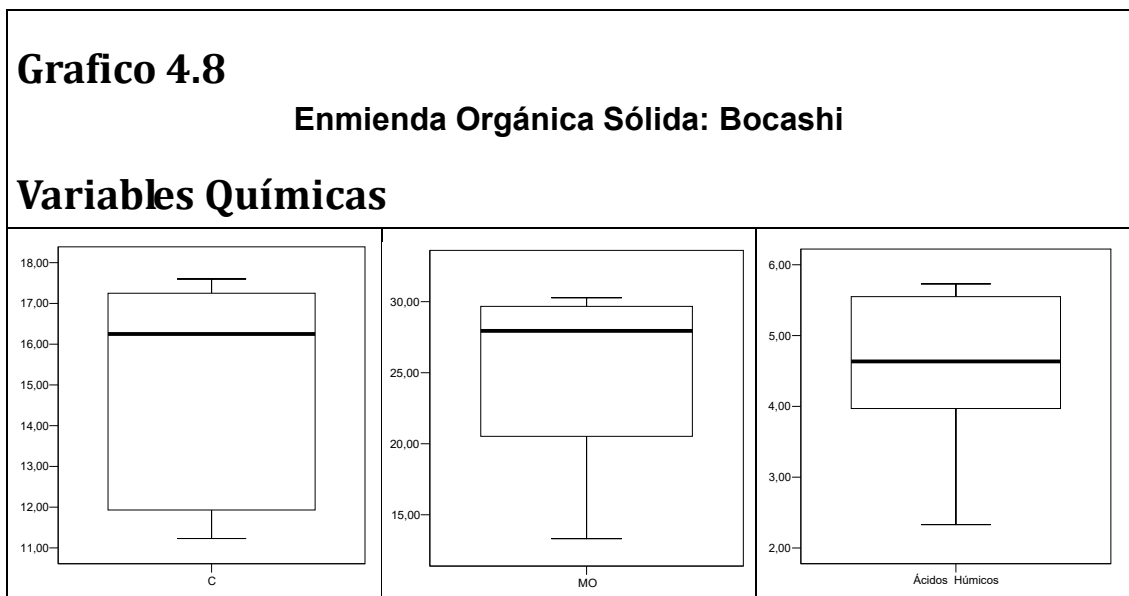 Grafico 4.8
Enmienda Orgánica Sólida: Bocashi
Variables Químicas
18,00
17,00
16,00
15,00
14,00
13,00
12,00
11,00
C
30,00
25,00
20,00
15,00
MO
6,00
5,00
4,00
3,00
2,00
Ácidos Húmicos